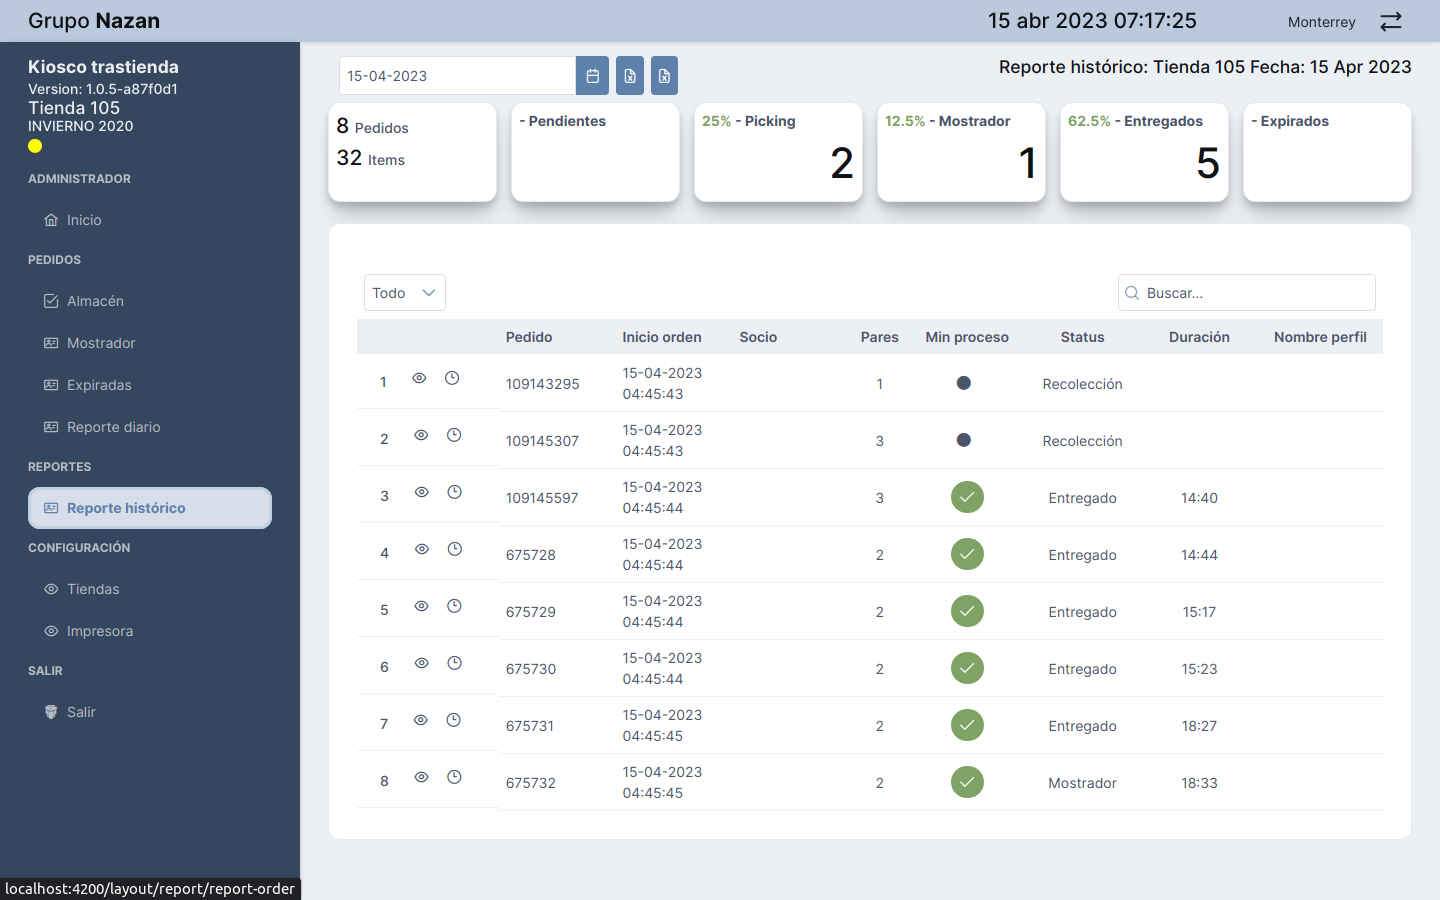 Grupo Nazan
15 abr 2023 07:17:25
Monterrey
Kiosco trastienda
Version: 1.0.5-a87f0d1
Tienda 105
INVIERNO 2020
ADMINISTRADOR
Inicio
PEDIDOS
Almacén
Mostrador
Expiradas
Reporte diario
REPORTES
Reporte histórico
CONFIGURACIÓN
Tiendas
Impresora
SALIR
Salir
localhost:4200/layout/report/report-order
15-04-2023
Reporte histórico: Tienda 105 Fecha: 15 Apr 2023
8 Pedidos
32 Items
- Pendientes
25% - Picking
2
12.5% - Mostrador
1
62.5% - Entregados
5
- Expirados
Todo
Buscar...
Pedido Inicio orden Socio Pares Min proceso Status Duración Nombre perfil
1 109143295 15-04-2023 04:45:43 1 Recolección
2 109145307 15-04-2023 04:45:43 3 Recolección
3 109145597 15-04-2023 04:45:44 3 Entregado 14:40
4 675728 15-04-2023 04:45:44 2 Entregado 14:44
5 675729 15-04-2023 04:45:44 2 Entregado 15:17
6 675730 15-04-2023 04:45:44 2 Entregado 15:23
7 675731 15-04-2023 04:45:45 2 Entregado 18:27
8 675732 15-04-2023 04:45:45 2 Mostrador 18:33